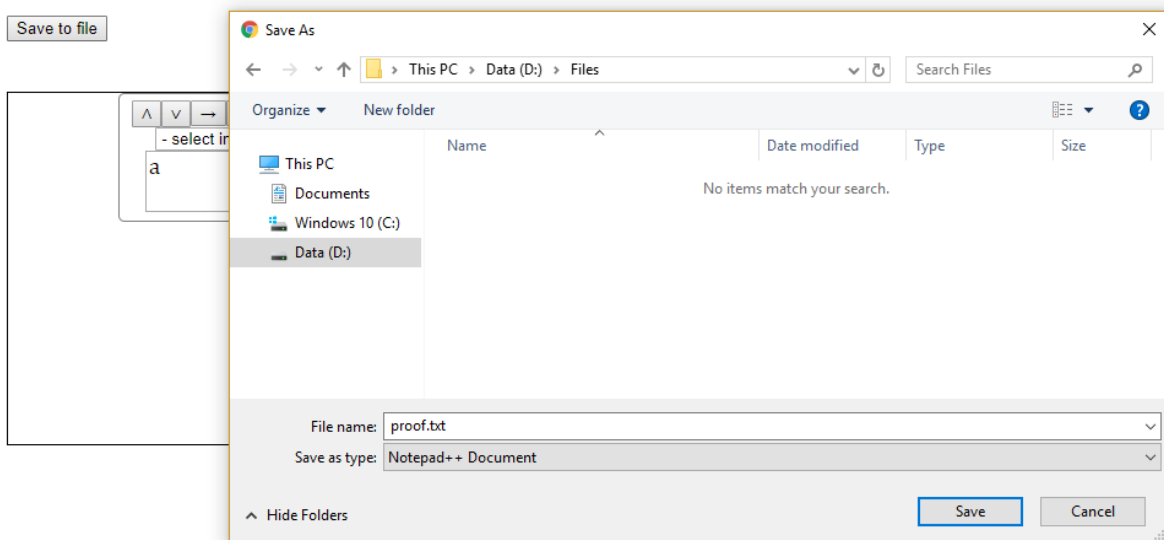 Save to file
∧ ∨ →
- select in
a
Save As
This PC > Data (D:) > Files
Search Files
Organize
New folder
?
Name Date modified Type Size
This PC
Documents
Windows 10 (C:)
Data (D:)
No items match your search.
File name: proof.txt
Save as type: Notepad++ Document
Hide Folders
Save
Cancel